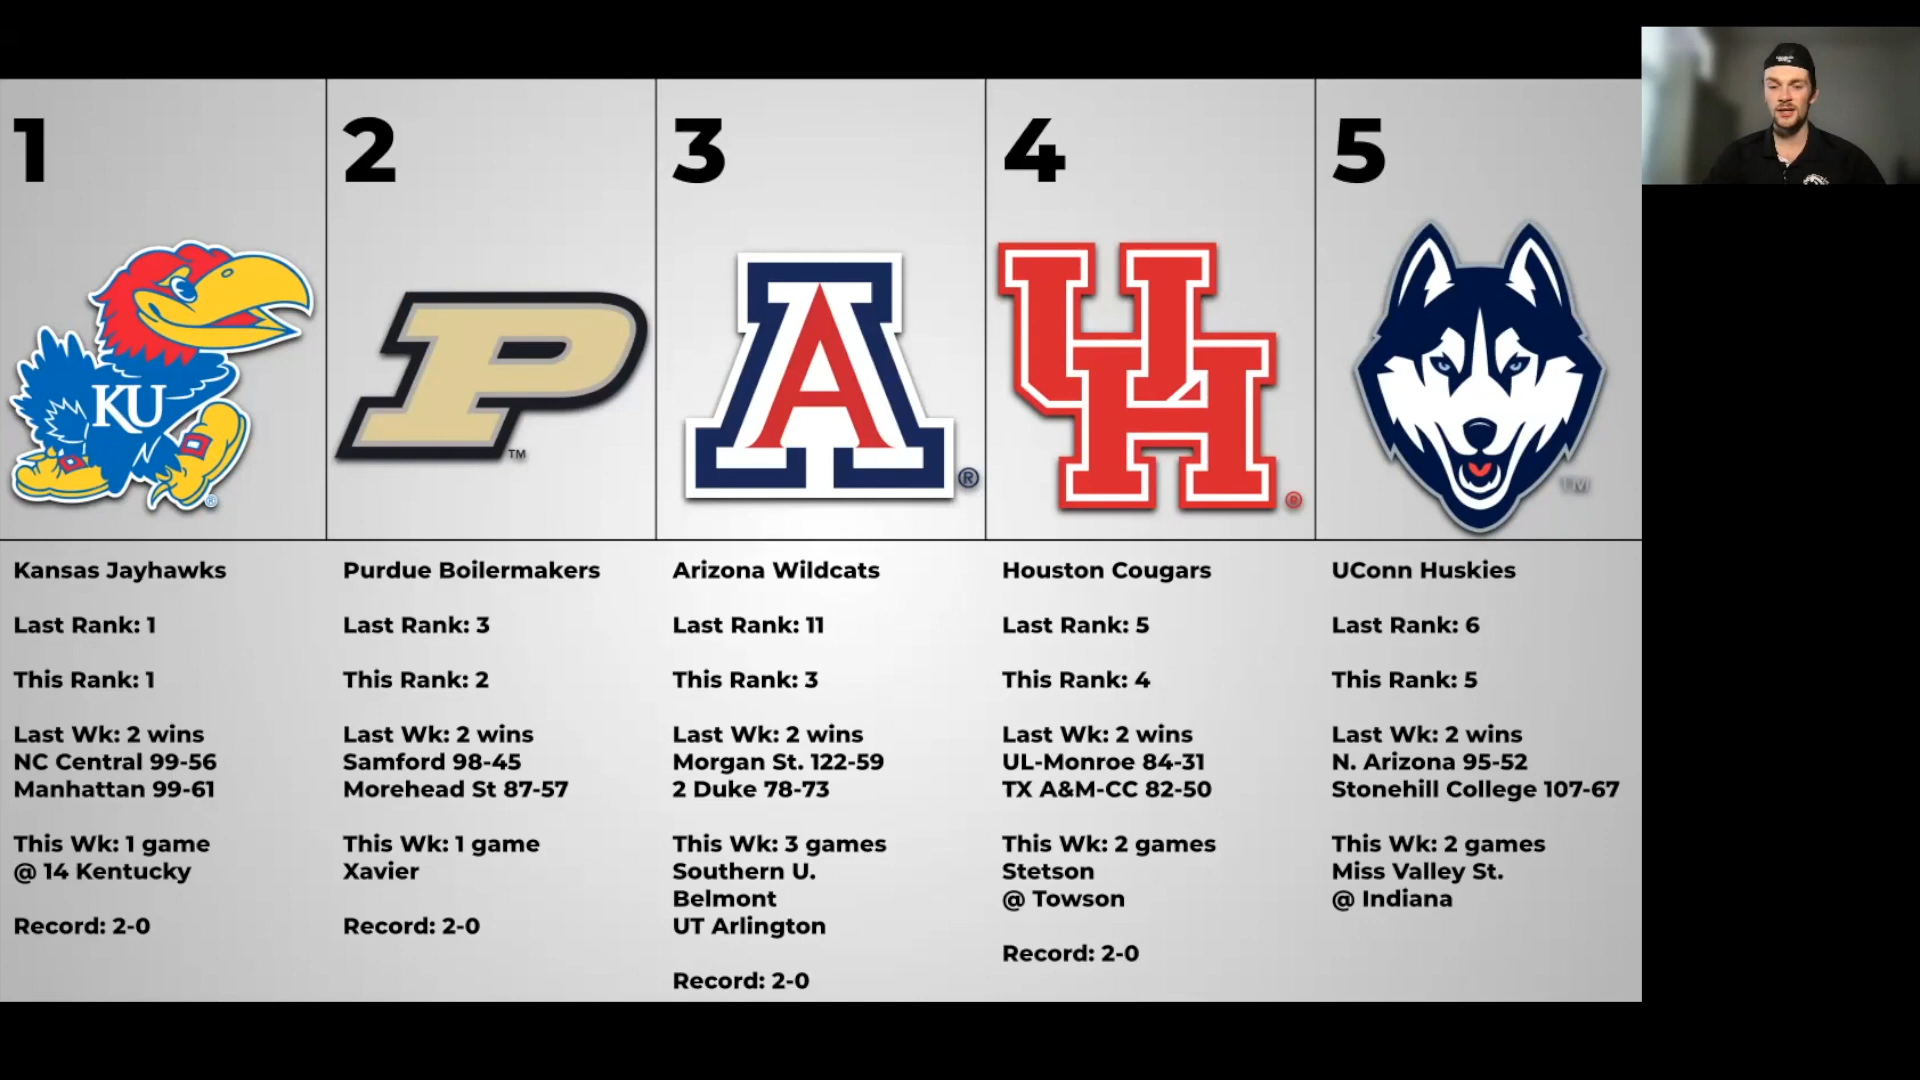 1
2
3
4
5
KU
®
P
TM
A
®
UH
®
TM
Kansas Jayhawks
Last Rank: 1
This Rank: 1
Last Wk: 2 wins
NC Central 99-56
Manhattan 99-61
This Wk: 1 game
@ 14 Kentucky
Record: 2-0
Purdue Boilermakers
Last Rank: 3
This Rank: 2
Last Wk: 2 wins
Samford 98-45
Morehead St 87-57
This Wk: 1 game
Xavier
Record: 2-0
Arizona Wildcats
Last Rank: 11
This Rank: 3
Last Wk: 2 wins
Morgan St. 122-59
2 Duke 78-73
This Wk: 3 games
Southern U.
Belmont
UT Arlington
Record: 2-0
Houston Cougars
Last Rank: 5
This Rank: 4
Last Wk: 2 wins
UL-Monroe 84-31
TX A&M-CC 82-50
This Wk: 2 games
Stetson
@ Towson
Record: 2-0
UConn Huskies
Last Rank: 6
This Rank: 5
Last Wk: 2 wins
N. Arizona 95-52
Stonehill College 107-67
This Wk: 2 games
Miss Valley St.
@ Indiana